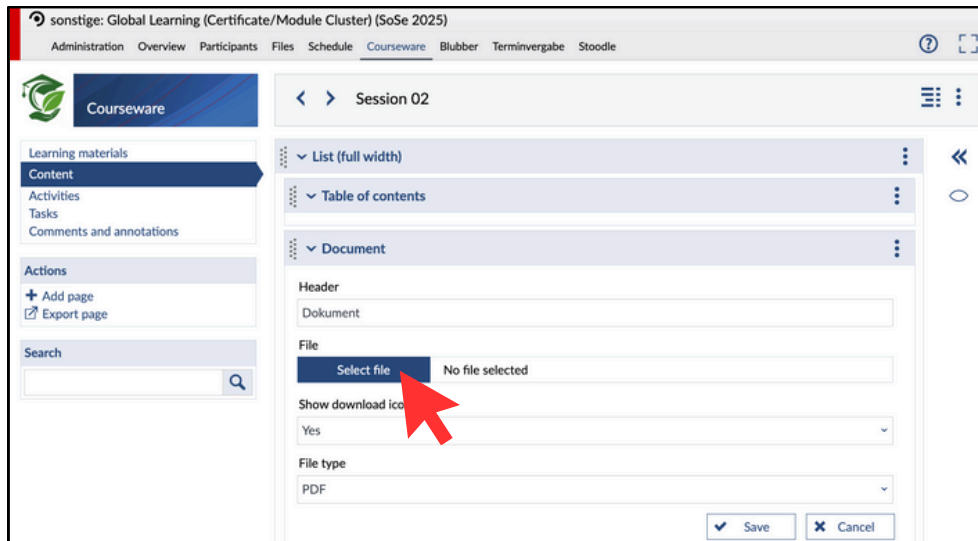 sonstige: Global Learning (Certificate/Module Cluster) (SoSe 2025)
Administration Overview Participants Files Schedule Courseware Blubber Terminvergabe Stoodle
Courseware
Session 02
Learning materials
Content
Activities
Tasks
Comments and annotations
Actions
Add page
Export page
Search
List (full width)
Table of contents
Document
Header
Dokument
File
Select file No file selected
Show download
Yes
File type
PDF
Save Cancel